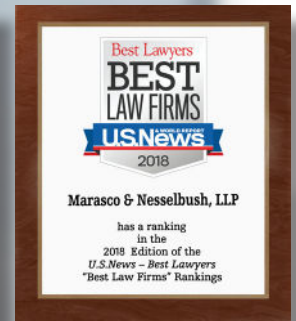 Best Lawyers
BEST
LAW FIRMS
U.S.News
& WORLD REPORT
2018
Marasco & Nesselbush, LLP
has a ranking
in the
2018 Edition of the
U.S.News – Best Lawyers
"Best Law Firms" Rankings